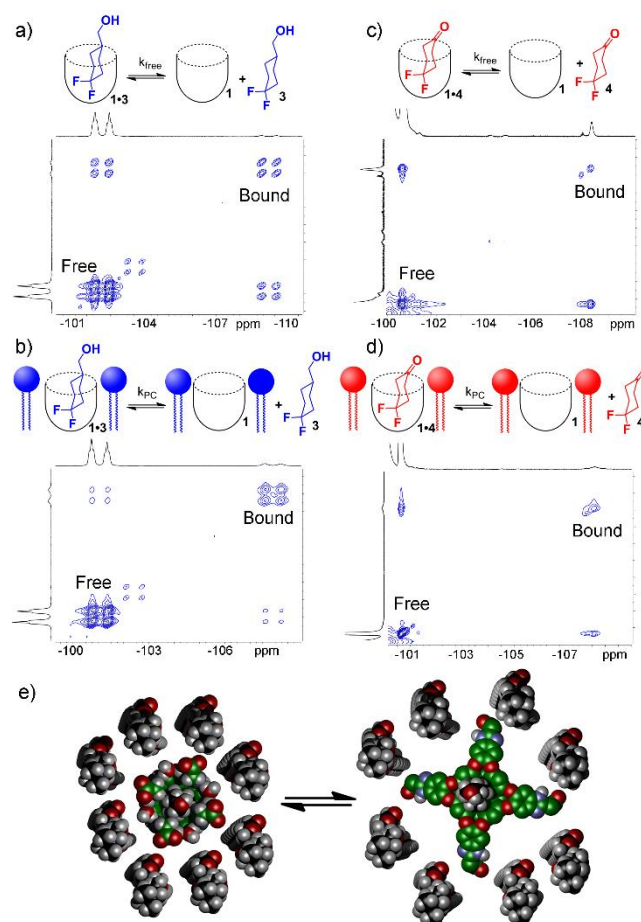 a)
OH
k_free
OH
F
F
1•3
1
+
F
F
3
Bound
Free
-101 -104 -107 ppm -110
c)
O
k_free
O
F
F
1•4
1
+
F
F
4
Bound
Free
-100 -102 -104 -106 -108 ppm
b)
OH
k_PC
OH
F
F
1•3
1
+
F
F
3
Bound
Free
-100 -103 -106 ppm
d)
O
k_PC
O
F
F
1•4
1
+
F
F
4
Bound
Free
-101 -103 -105 -107 ppm
e)